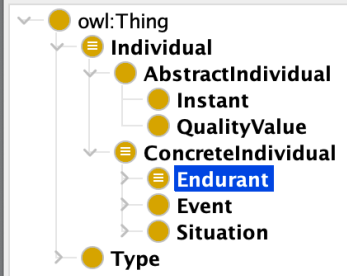 owl:Thing
Individual
AbstractIndividual
Instant
QualityValue
ConcreteIndividual
Endurant
Event
Situation
Type